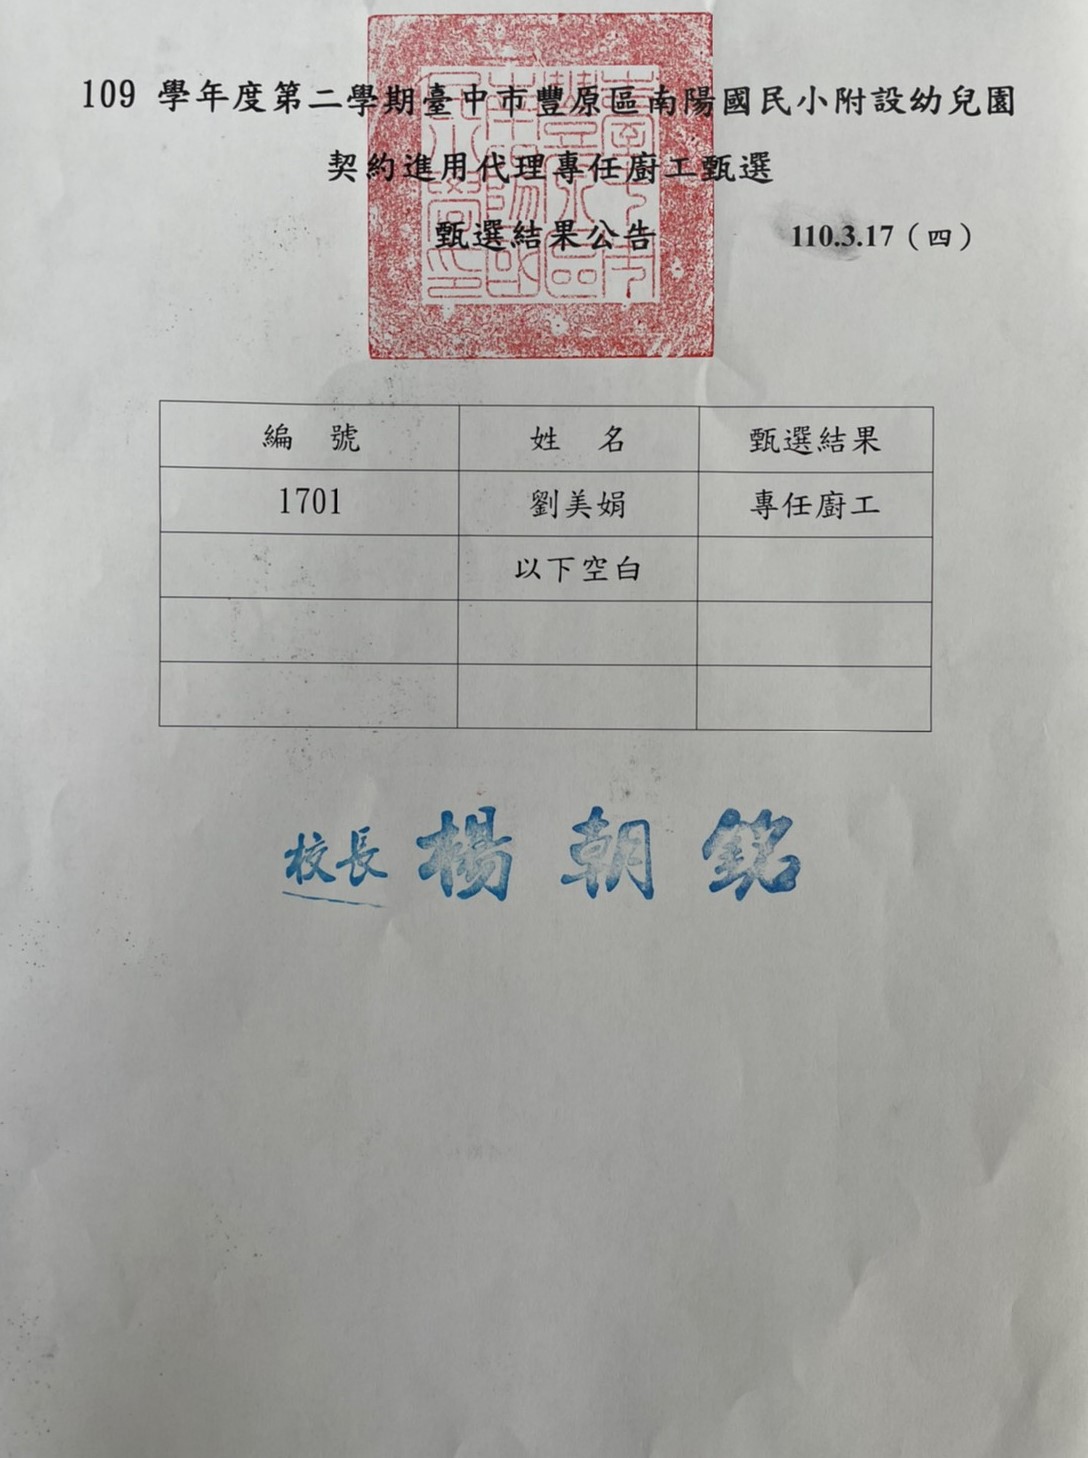 109 學年度第二學期臺中市豐原區南陽國民小附設幼兒園
契約進用代理專任廚工甄選
甄選結果公告 110.3.17（四）
編 號 姓 名 甄選結果
1701 劉美娟 專任廚工
以下空白
校長 楊朝銘